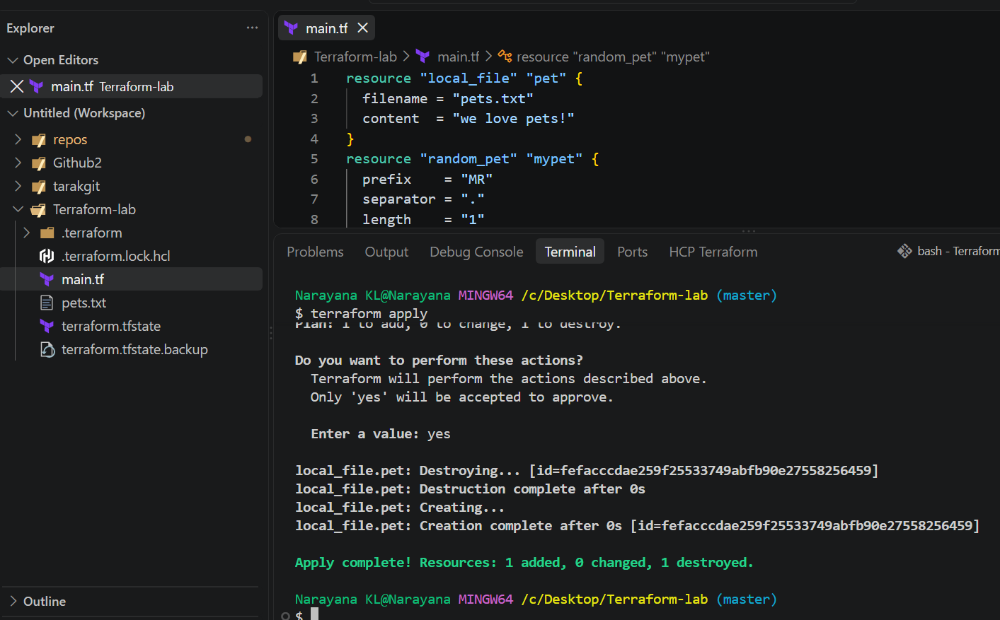 Explorer
Open Editors
main.tf Terraform-lab
Untitled (Workspace)
repos
Github2
tarakgit
Terraform-lab
.terraform
.terraform.lock.hcl
main.tf
pets.txt
terraform.tfstate
terraform.tfstate.backup
Outline
main.tf
Terraform-lab > main.tf > resource "random_pet" "mypet"
1 resource "local_file" "pet" {
2 filename = "pets.txt"
3 content = "we love pets!"
4 }
5 resource "random_pet" "mypet" {
6 prefix = "MR"
7 separator = "."
8 length = "1"
Problems Output Debug Console Terminal Ports HCP Terraform
bash - Terraform
Narayana KL@Narayana MINGW64 /c/Desktop/Terraform-lab (master)
$ terraform apply
Plan: 1 to add, 0 to change, 1 to destroy.
Do you want to perform these actions?
Terraform will perform the actions described above.
Only 'yes' will be accepted to approve.
Enter a value: yes
local_file.pet: Destroying... [id=fefacccdae259f25533749abfb90e27558256459]
local_file.pet: Destruction complete after 0s
local_file.pet: Creating...
local_file.pet: Creation complete after 0s [id=fefacccdae259f25533749abfb90e27558256459]
Apply complete! Resources: 1 added, 0 changed, 1 destroyed.
Narayana KL@Narayana MINGW64 /c/Desktop/Terraform-lab (master)
$